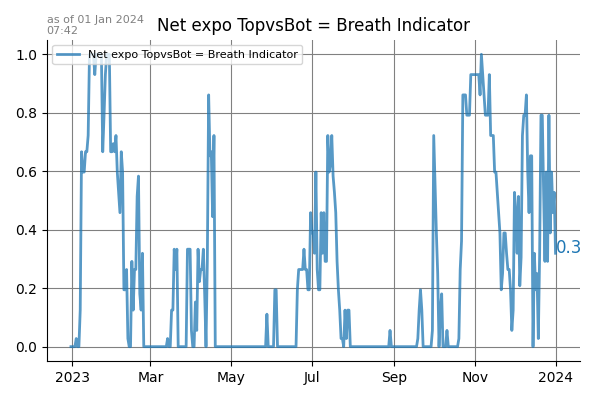 as of 01 Jan 2024
07:42
Net expo TopvsBot = Breath Indicator
Net expo TopvsBot = Breath Indicator
1.0
0.8
0.6
0.4
0.2
0.0
0.3
2023 Mar May Jul Sep Nov 2024